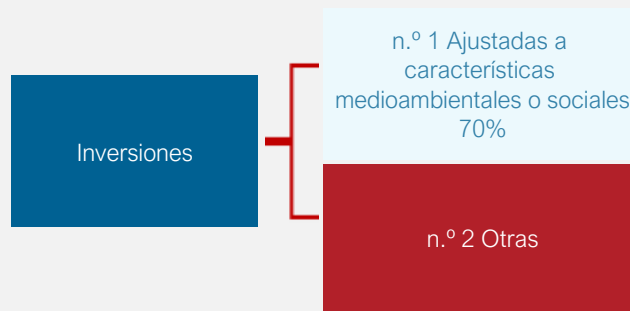 n.º 1 Ajustadas a
características
medioambientales o sociales
70%
Inversiones
n.º 2 Otras